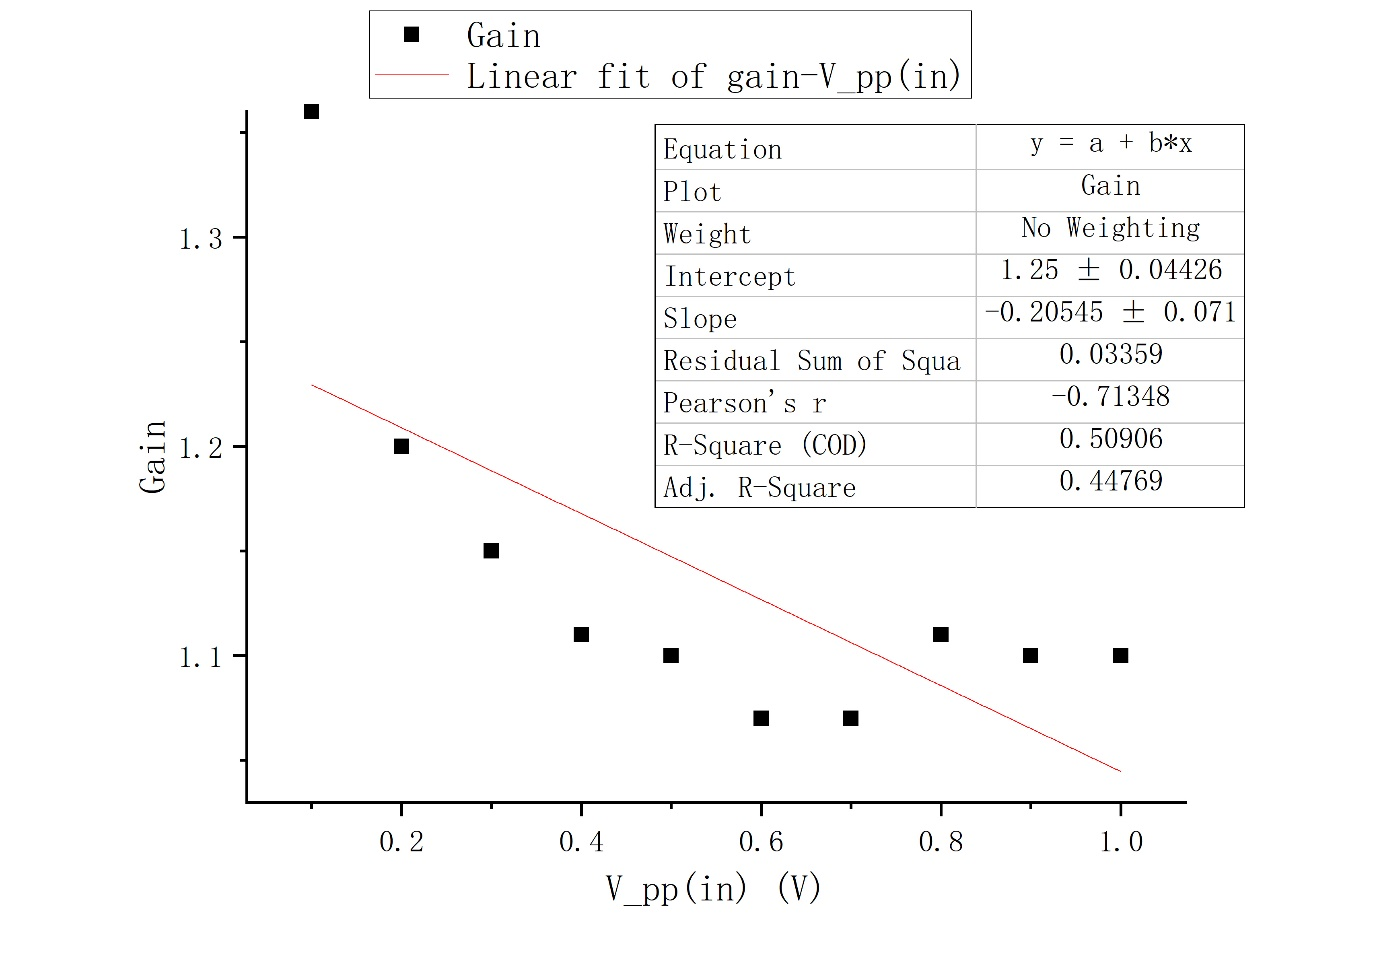 Gain
Linear fit of gain-V_pp(in)
Equation y = a + b*x
Plot Gain
Weight No Weighting
Intercept 1.25 ± 0.04426
Slope -0.20545 ± 0.071
Residual Sum of Squa 0.03359
Pearson's r -0.71348
R-Square (COD) 0.50906
Adj. R-Square 0.44769
1.3
1.2
1.1
Gain
0.2 0.4 0.6 0.8 1.0
V_pp(in) (V)